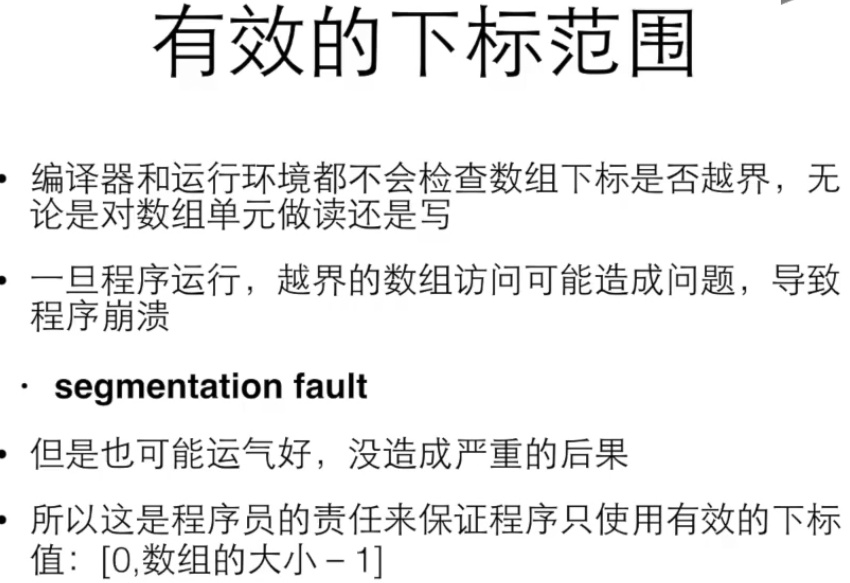 有效的下标范围
• 编译器和运行环境都不会检查数组下标是否越界，无
论是对数组单元做读还是写
• 一旦程序运行，越界的数组访问可能造成问题，导致
程序崩溃
• segmentation fault
• 但是也可能运气好，没造成严重的后果
• 所以这是程序员的责任来保证程序只使用有效的下标
值：[0,数组的大小－1]